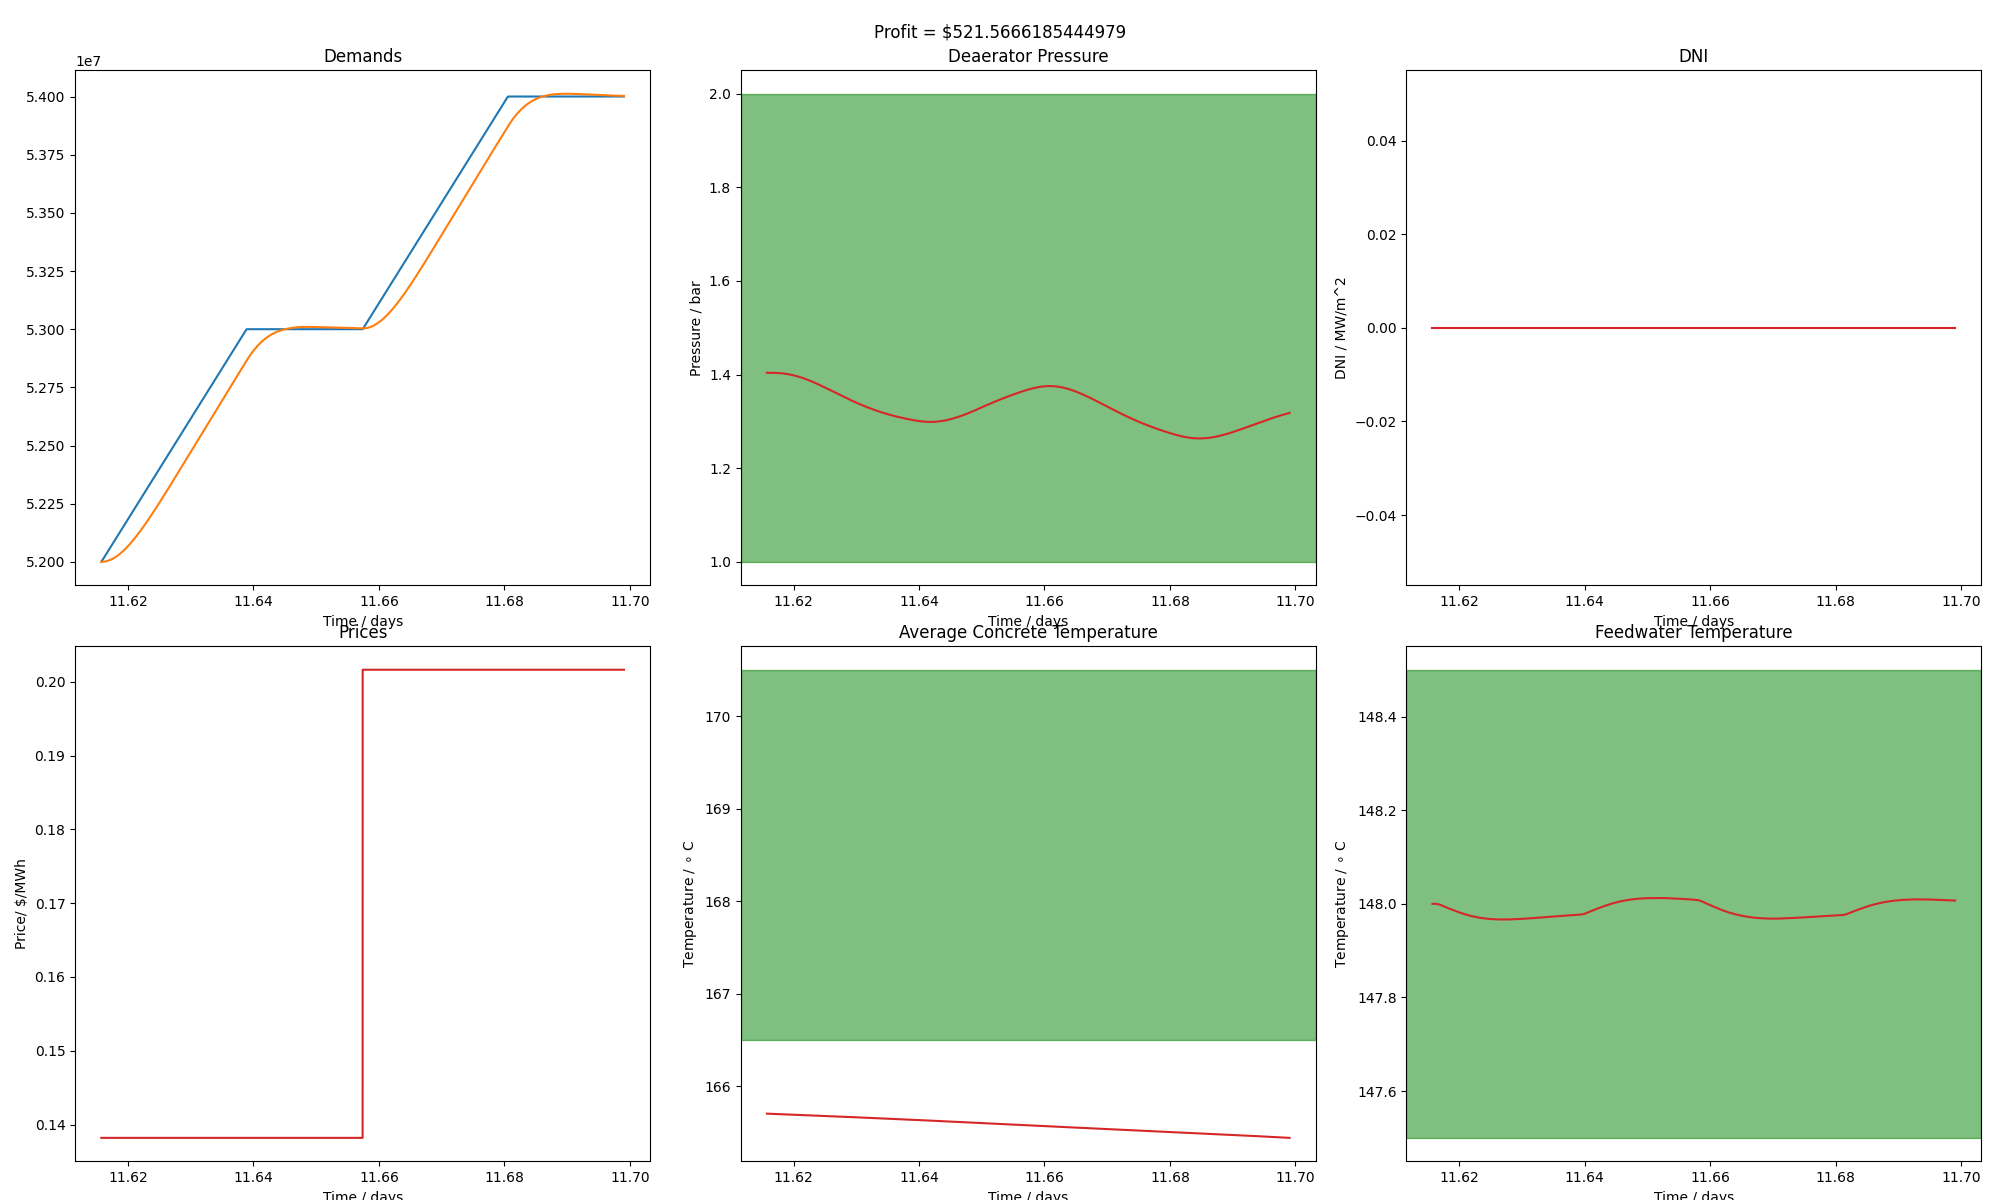 Profit = $521.5666185444979
Demands
1e7
5.400
5.375
5.350
5.325
5.300
5.275
5.250
5.225
5.200
11.62 11.64 11.66 11.68 11.70
Time / days
Deaerator Pressure
Pressure / bar
2.0
1.8
1.6
1.4
1.2
1.0
11.62 11.64 11.66 11.68 11.70
Time / days
DNI
DNI / MW/m^2
0.04
0.02
0.00
−0.02
−0.04
11.62 11.64 11.66 11.68 11.70
Time / days
Prices
Price/ $/MWh
0.20
0.19
0.18
0.17
0.16
0.15
0.14
11.62 11.64 11.66 11.68 11.70
Time / days
Average Concrete Temperature
Temperature / ∘ C
170
169
168
167
166
11.62 11.64 11.66 11.68 11.70
Time / days
Feedwater Temperature
Temperature / ∘ C
148.4
148.2
148.0
147.8
147.6
11.62 11.64 11.66 11.68 11.70
Time / days